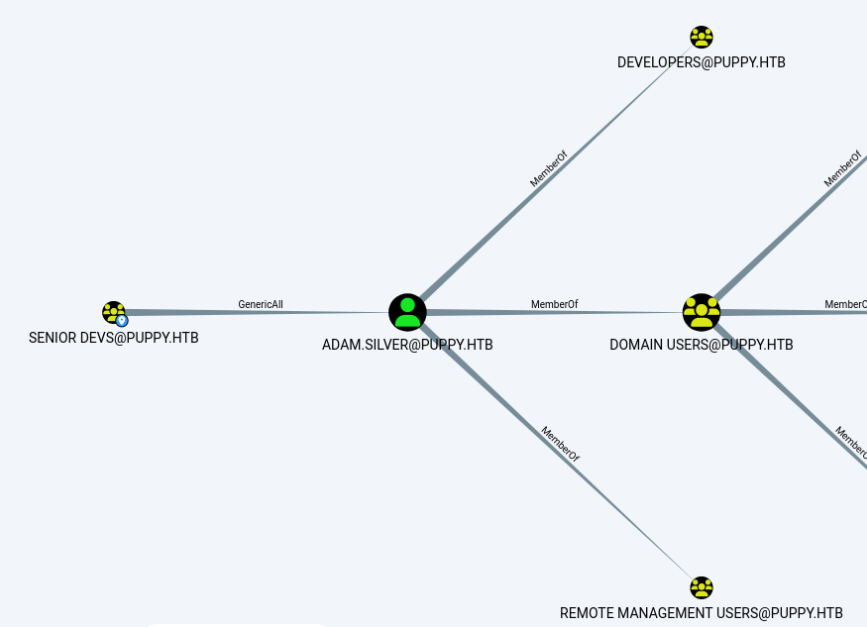 DEVELOPERS@PUPPY.HTB
MemberOf
MemberOf
GenericAll
MemberOf
MemberO
SENIOR DEVS@PUPPY.HTB
ADAM.SILVER@PUPPY.HTB
DOMAIN USERS@PUPPY.HTB
MemberOf
MemberO
REMOTE MANAGEMENT USERS@PUPPY.HTB